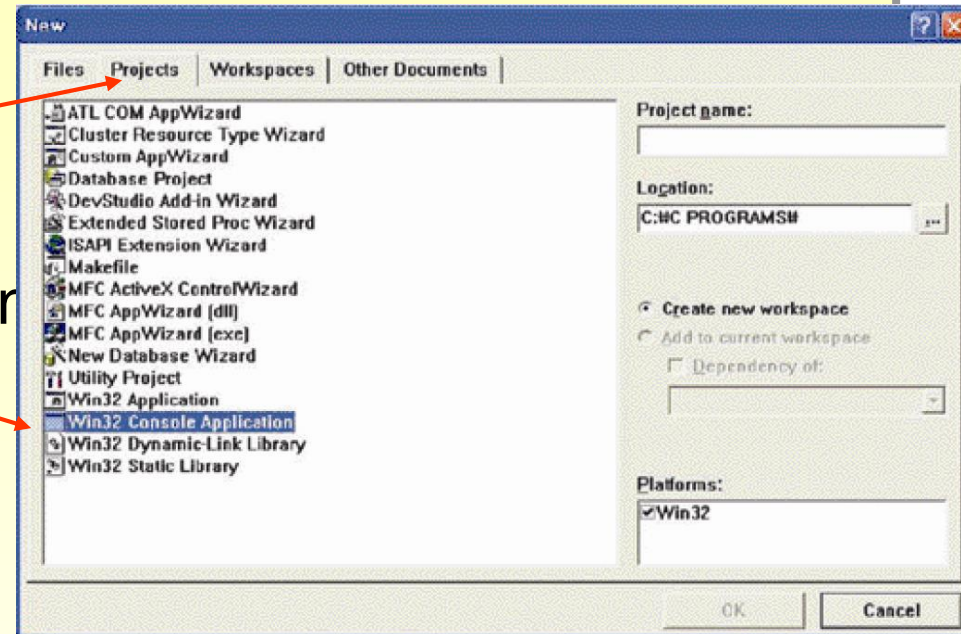 New
Files Projects Workspaces Other Documents
ATL COM AppWizard
Cluster Resource Type Wizard
Custom AppWizard
Database Project
DevStudio Add-in Wizard
Extended Stored Proc Wizard
ISAPI Extension Wizard
Makefile
MFC ActiveX ControlWizard
MFC AppWizard (dll)
MFC AppWizard (exe)
New Database Wizard
Utility Project
Win32 Application
Win32 Console Application
Win32 Dynamic-Link Library
Win32 Static Library
Project name:
Location:
C:₩C PROGRAMS₩
...
Create new workspace
Add to current workspace
Dependency of:
Platforms:
Win32
OK Cancel